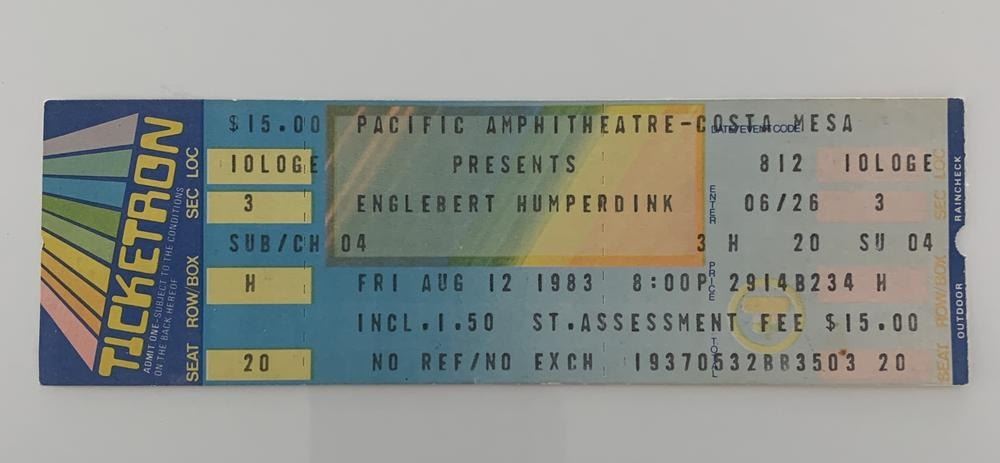 TICKETRON
ADMIT ONE-SUBJECT TO THE CONDITIONS
ON THE BACK HEREOF
SEAT ROW/BOX SEC LOC
$15.00 PACIFIC AMPHITHEATRE-COSTA MESA
DATE/EVENT CODE
IOLOGE PRESENTS 812 IOLOGE
3 ENGLEBERT HUMPERDINK 06/26 3
SUB/CH 04 3 H 20 SU 04
H FRI AUG 12 1983 8:00P 2914B234 H
INCL.1.50 ST.ASSESSMENT FEE $15.00
20 NO REF/NO EXCH 19370532BB3503 20
ENTER PRICE TOTAL
SEAT ROW/BOX SEC LOC
OUTDOOR RAINCHECK